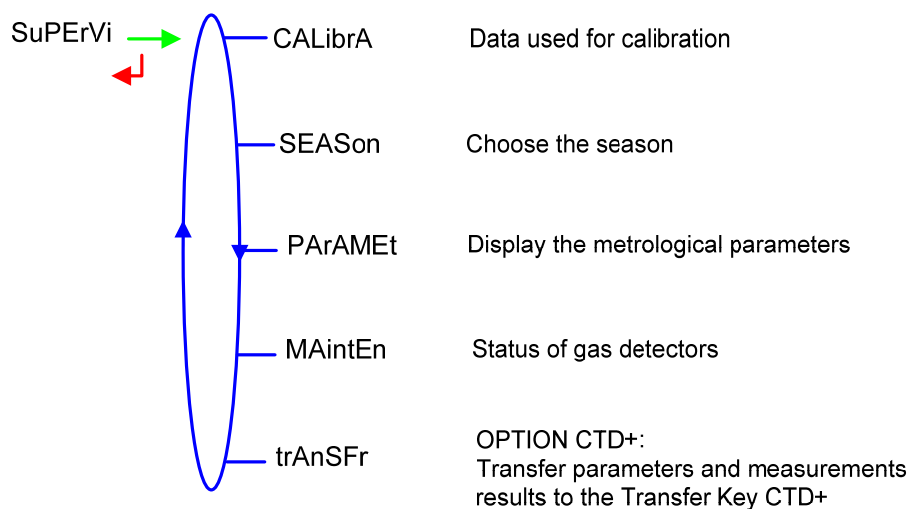 SuPErVi
CALibrA Data used for calibration
SEASon Choose the season
PArAMEt Display the metrological parameters
MAintEn Status of gas detectors
trAnSFr OPTION CTD+:
Transfer parameters and measurements
results to the Transfer Key CTD+